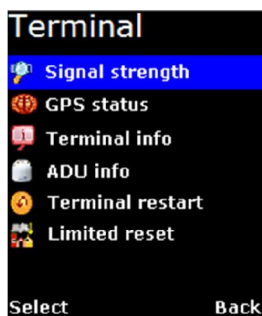 Terminal
Signal strength
GPS status
Terminal info
ADU info
Terminal restart
Limited reset
Select Back